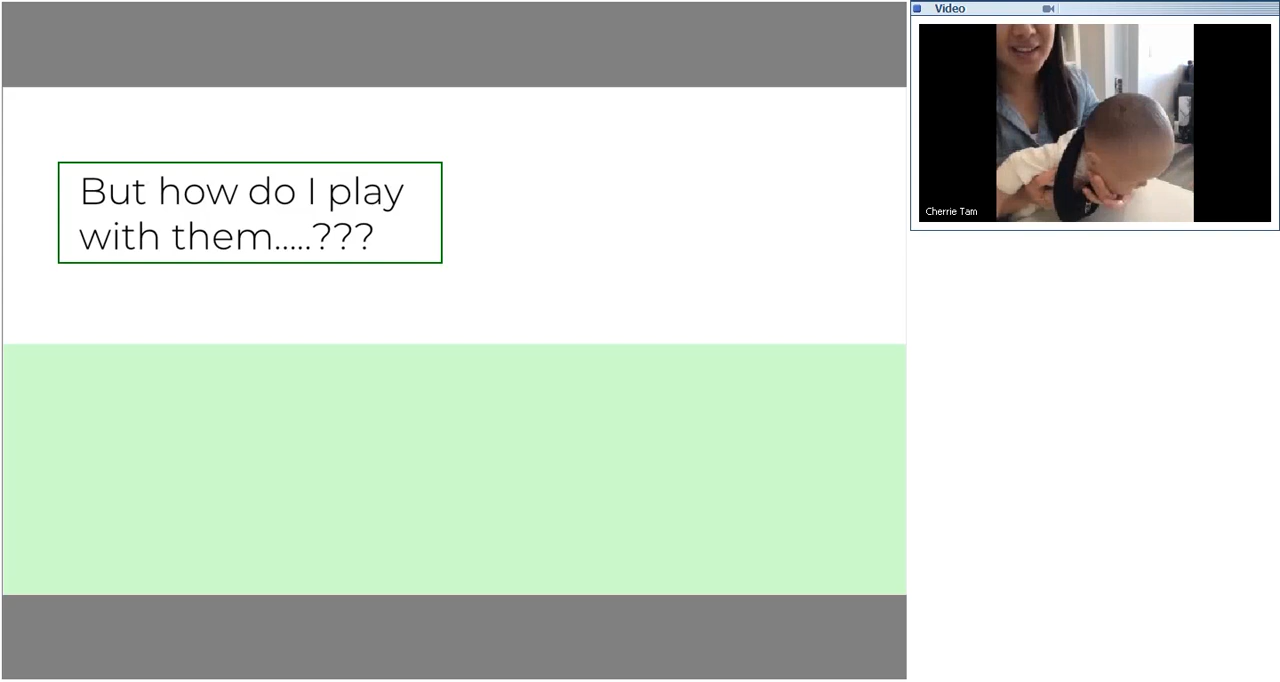 But how do I play
with them.....???
Video
Cherrie Tam